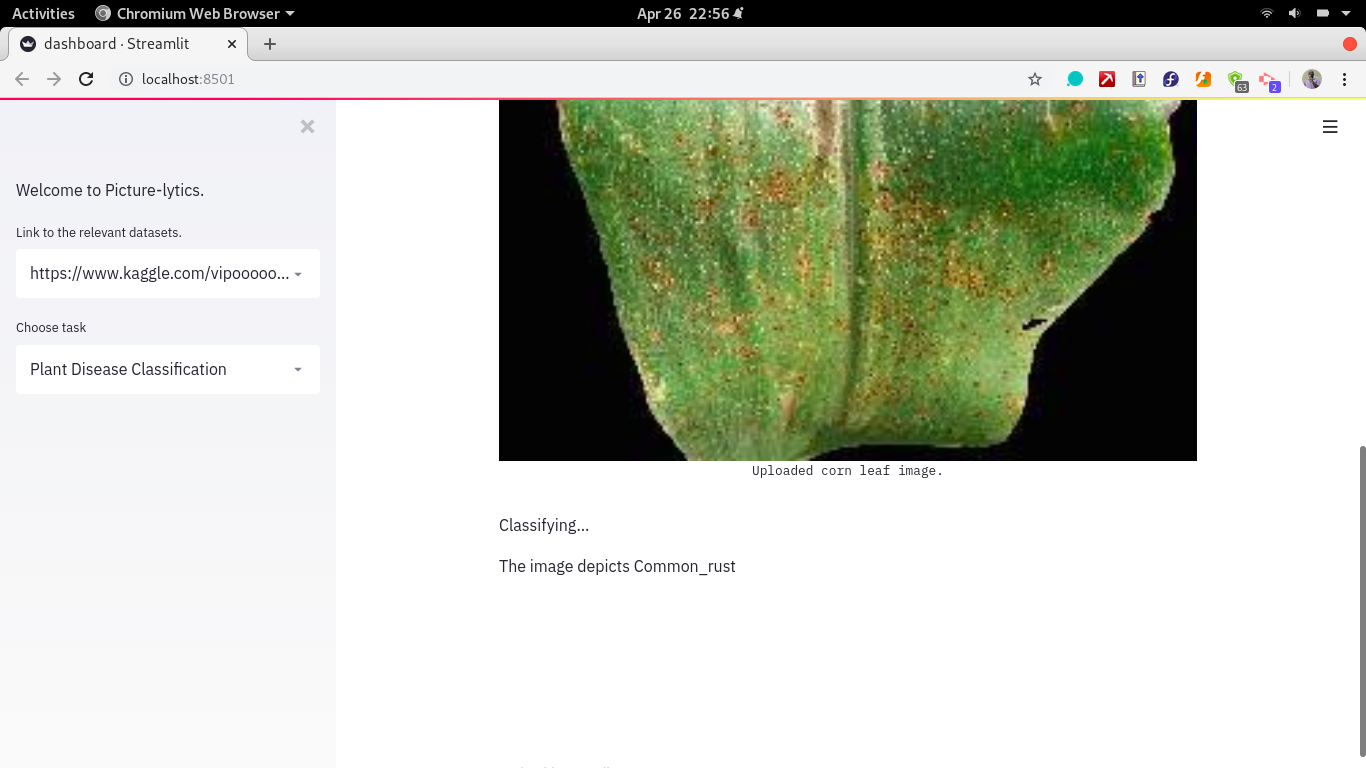 Activities
Chromium Web Browser
Apr 26 22:56
dashboard · Streamlit
localhost:8501
63
2
Welcome to Picture-lytics.
Link to the relevant datasets.
https://www.kaggle.com/vipooooo...
Choose task
Plant Disease Classification
Uploaded corn leaf image.
Classifying...
The image depicts Common_rust